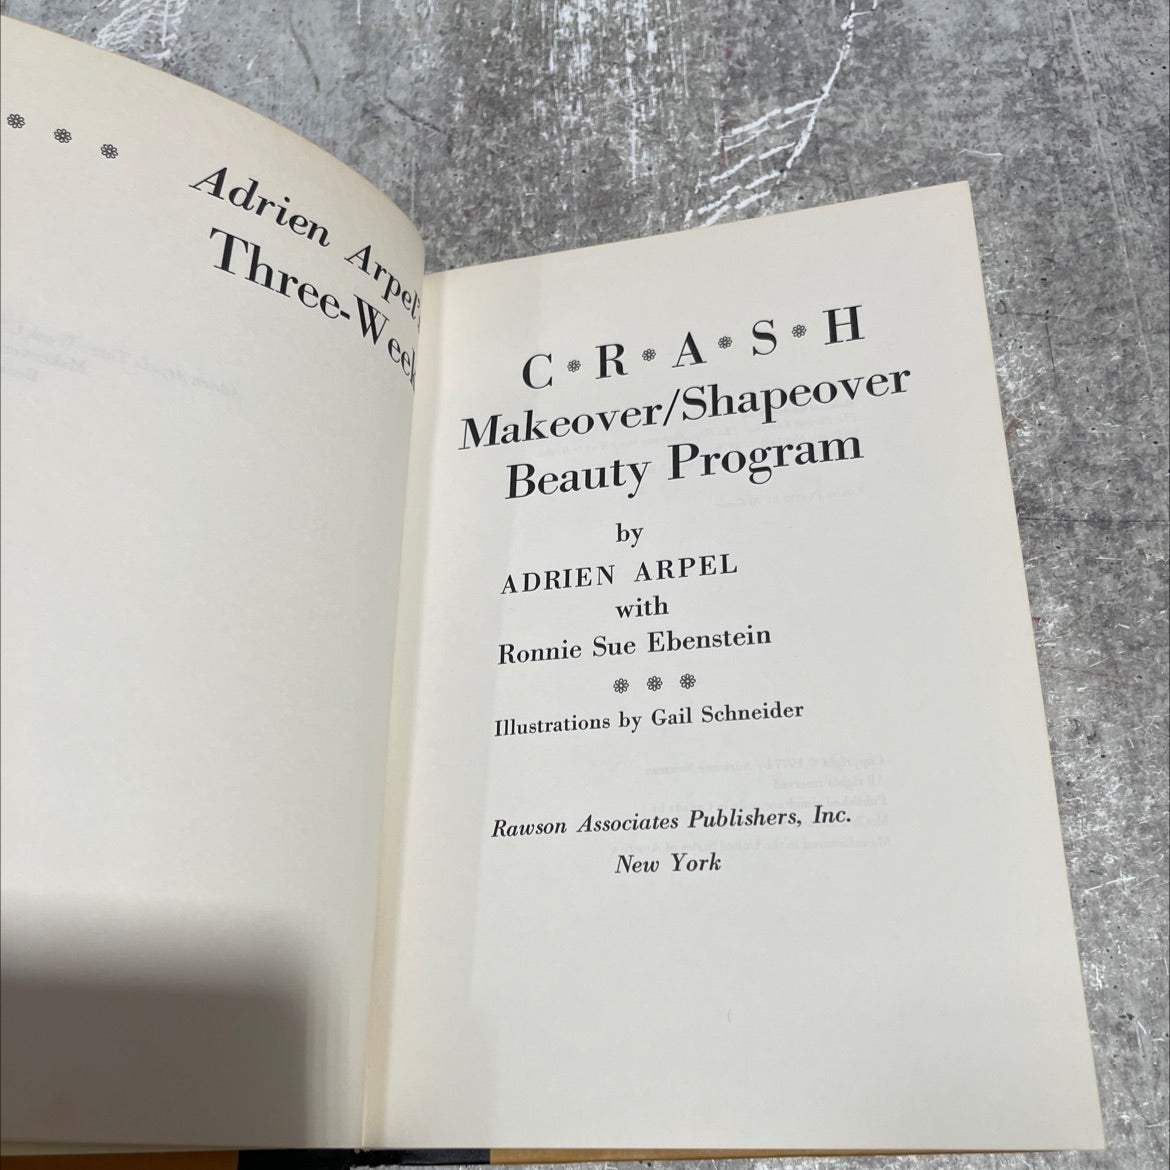 Adrien Arpel's
Three-Week
C R A S H
Makeover/Shapeover
Beauty Program
by
ADRIEN ARPEL
with
Ronnie Sue Ebenstein
Illustrations by Gail Schneider
Rawson Associates Publishers, Inc.
New York